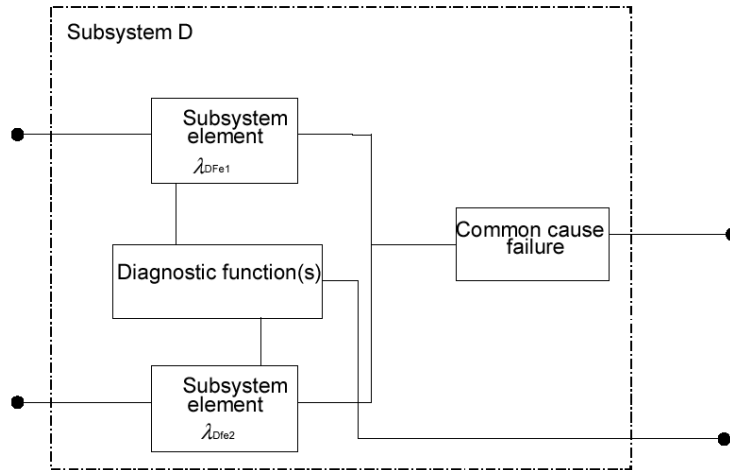 Subsystem D
Subsystem
element
λDFe1
Diagnostic function(s)
Common cause
failure
Subsystem
element
λDfe2